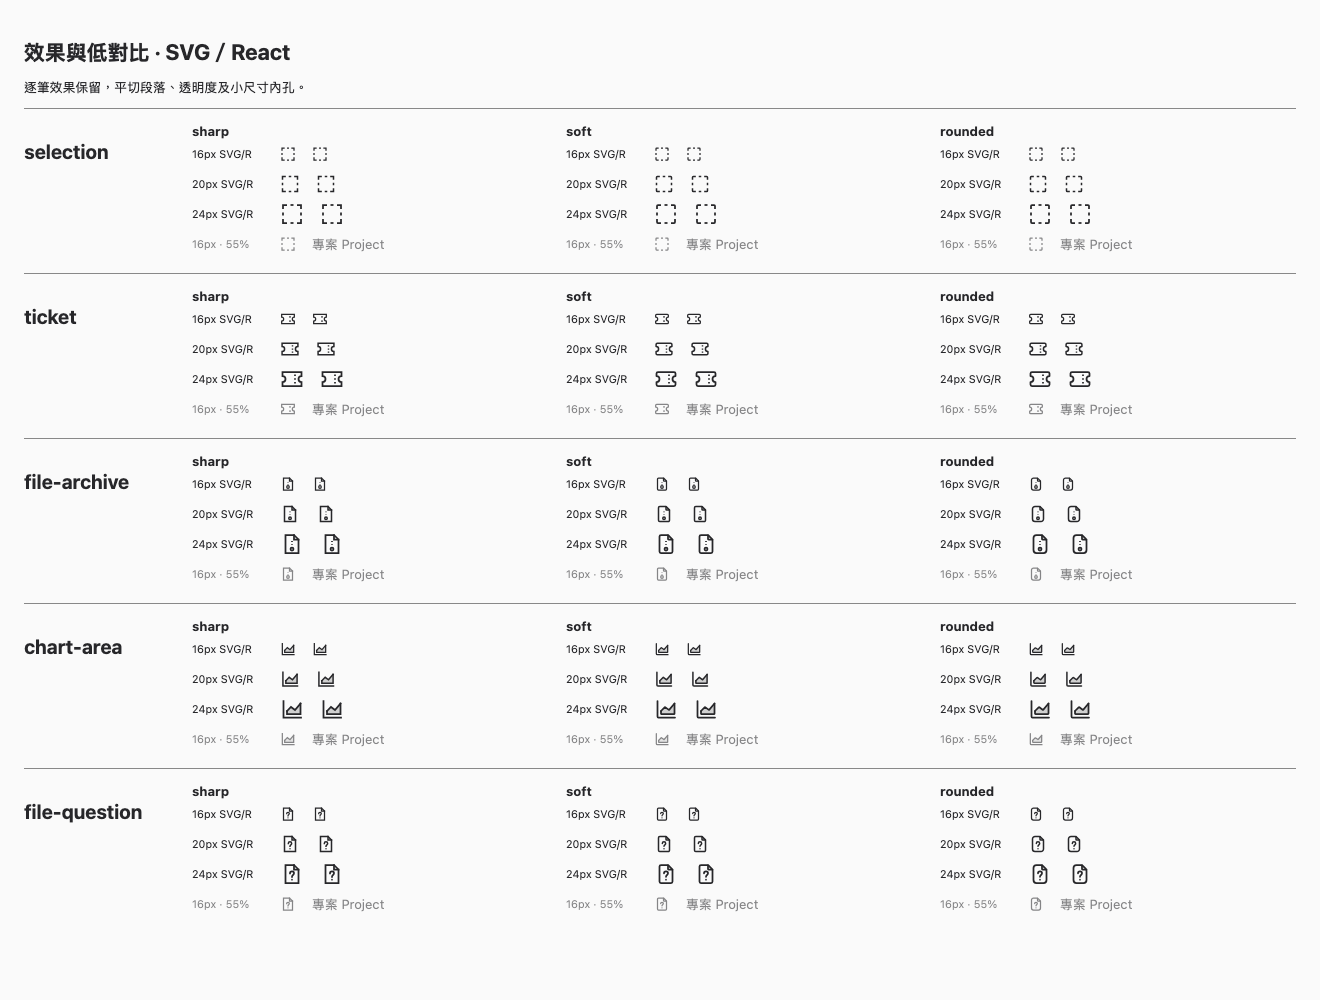 效果與低對比 · SVG / React
逐筆效果保留，平切段落、透明度及小尺寸內孔。
selection
sharp
16px SVG/R
20px SVG/R
24px SVG/R
16px · 55% 專案 Project
soft
16px SVG/R
20px SVG/R
24px SVG/R
16px · 55% 專案 Project
rounded
16px SVG/R
20px SVG/R
24px SVG/R
16px · 55% 專案 Project
ticket
sharp
16px SVG/R
20px SVG/R
24px SVG/R
16px · 55% 專案 Project
soft
16px SVG/R
20px SVG/R
24px SVG/R
16px · 55% 專案 Project
rounded
16px SVG/R
20px SVG/R
24px SVG/R
16px · 55% 專案 Project
file-archive
sharp
16px SVG/R
20px SVG/R
24px SVG/R
16px · 55% 專案 Project
soft
16px SVG/R
20px SVG/R
24px SVG/R
16px · 55% 專案 Project
rounded
16px SVG/R
20px SVG/R
24px SVG/R
16px · 55% 專案 Project
chart-area
sharp
16px SVG/R
20px SVG/R
24px SVG/R
16px · 55% 專案 Project
soft
16px SVG/R
20px SVG/R
24px SVG/R
16px · 55% 專案 Project
rounded
16px SVG/R
20px SVG/R
24px SVG/R
16px · 55% 專案 Project
file-question
sharp
16px SVG/R
20px SVG/R
24px SVG/R
16px · 55% 專案 Project
soft
16px SVG/R
20px SVG/R
24px SVG/R
16px · 55% 專案 Project
rounded
16px SVG/R
20px SVG/R
24px SVG/R
16px · 55% 專案 Project